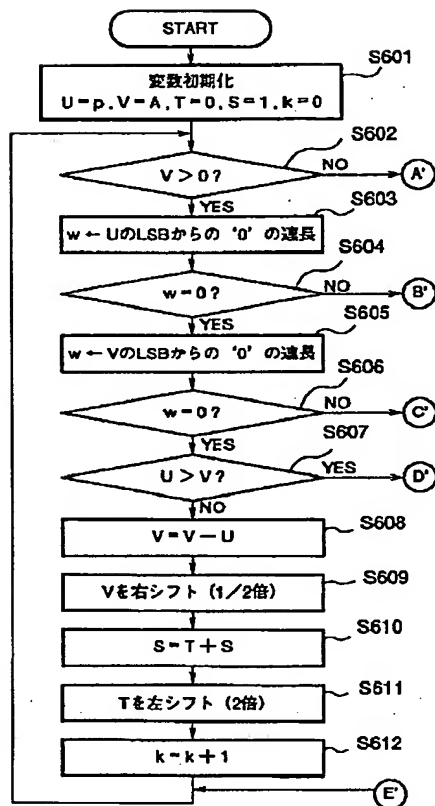 START
S601
変数初期化
U=p, V=A, T=0, S=1, k=0
S602
V>0?
NO
A'
YES
S603
w←UのLSBからの'0'の連長
S604
w=0?
NO
B'
YES
S605
w←VのLSBからの'0'の連長
S606
w=0?
NO
C'
YES
S607
U>V?
YES
D'
NO
S608
V=V−U
S609
Vを右シフト(1/2倍)
S610
S=T+S
S611
Tを左シフト(2倍)
S612
k=k+1
E'